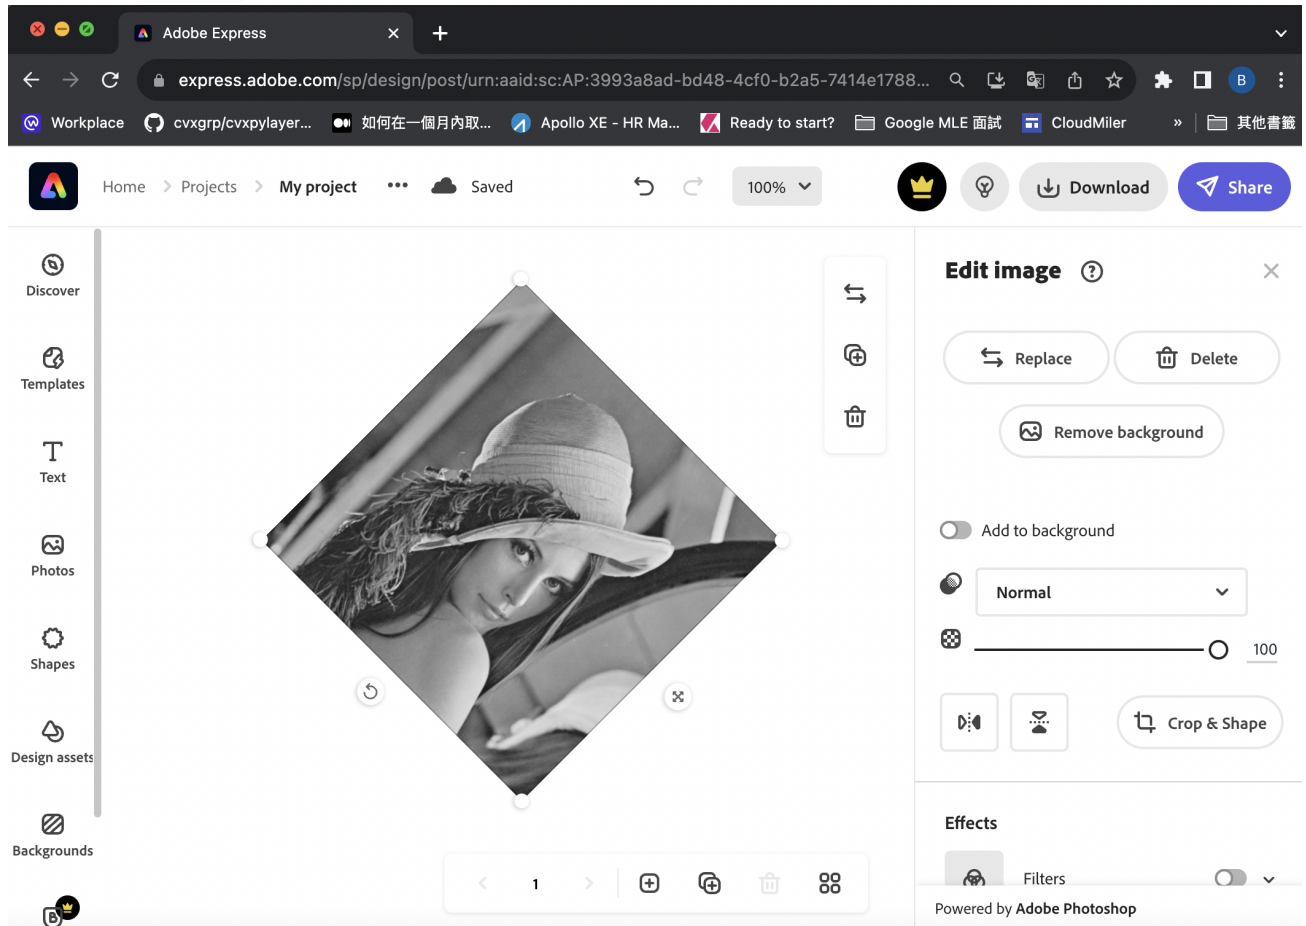 Adobe Express
express.adobe.com/sp/design/post/urn:aaid:sc:AP:3993a8ad-bd48-4cf0-b2a5-7414e1788...
B
Workplace cvxgrp/cvxpylayer... 如何在一個月內取... Apollo XE - HR Ma... Ready to start? Google MLE 面試 CloudMiler » 其他書籤
Home Projects My project ••• Saved 100% Download Share
Discover
Templates
Text
Photos
Shapes
Design assets
Backgrounds
B
1
Edit image ?
Replace Delete
Remove background
Add to background
Normal
100
Crop & Shape
Effects
Filters
Powered by Adobe Photoshop